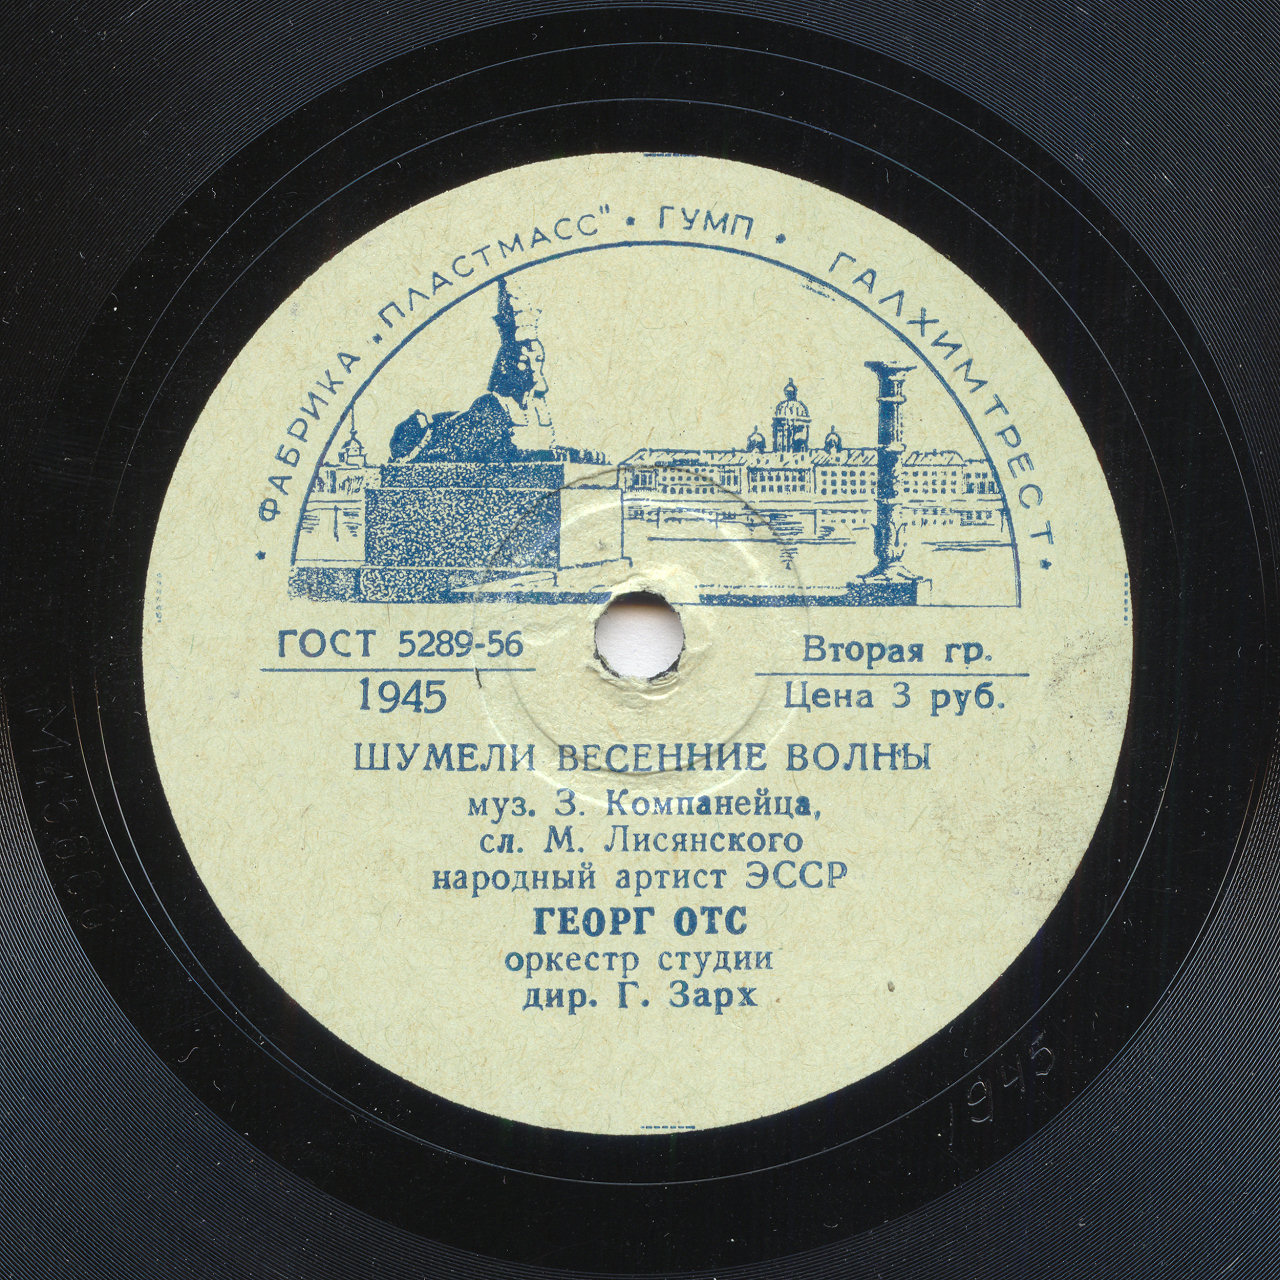 • ФАБРИКА „ПЛАСТМАСС" • ГУМП • ГАЛХИМТРЕСТ •
ГОСТ 5289-56
1945
Вторая гр.
Цена 3 руб.
ШУМЕЛИ ВЕСЕННИЕ ВОЛНЫ
муз. З. Компанейца,
сл. М. Лисянского
народный артист ЭССР
ГЕОРГ ОТС
оркестр студии
дир. Г. Зарх
1945